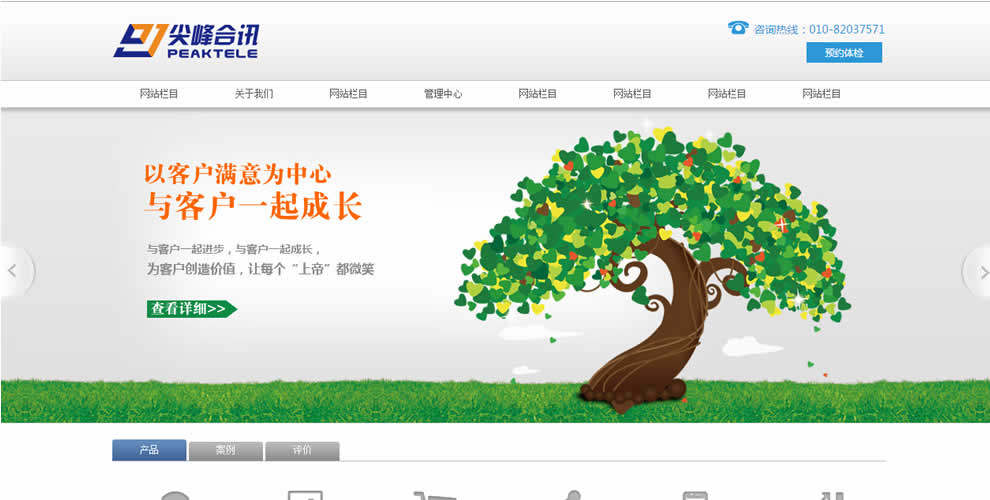 尖峰合讯
PEAKTELE
咨询热线：010-82037571
预约体检
网站栏目 关于我们 网站栏目 管理中心 网站栏目 网站栏目 网站栏目 网站栏目
以客户满意为中心
与客户一起成长
与客户一起进步，与客户一起成长，
为客户创造价值，让每个“上帝”都微笑
查看详细>>
产品 案例 评价